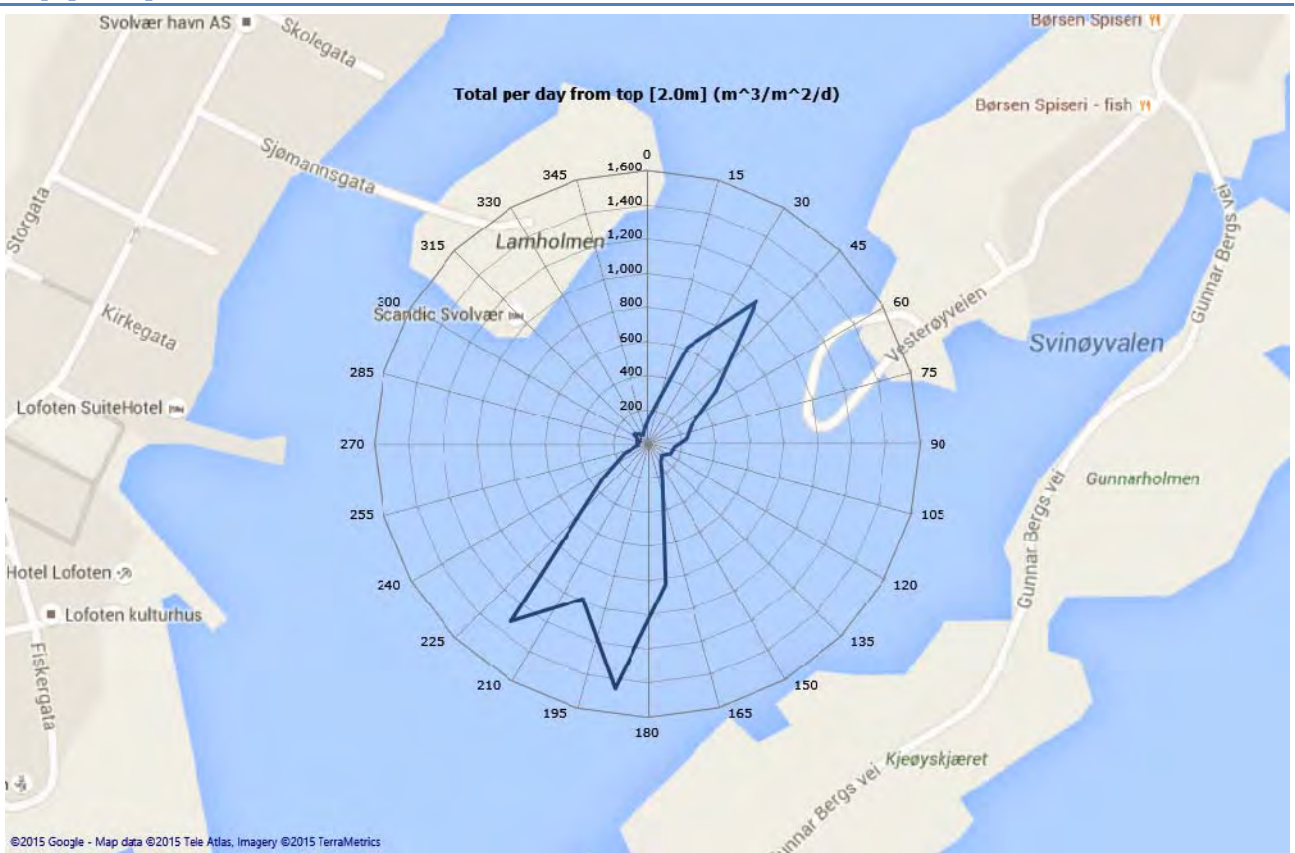 Svolvær havn AS
Skolegata
Børsen Spiseri
Total per day from top [2.0m] (m^3/m^2/d)
Børsen Spiseri - fish
Sjømannsgata
Storgata
Gunnar Bergs vei
0
345
1,600
15
330
30
1,400
315
Lamholmen
1,200
45
1,000
300
Scandic Svolvær
800
60
Vesterøyveien
Kirkegata
600
Svinøyvalen
285
400
75
Lofoten SuiteHotel
200
270
90
Gunnarholmen
Gunnar Bergs vei
255
105
Hotel Lofoten
240
120
Lofoten kulturhus
225
135
Fiskergata
210
150
195
165
180
Kjeøyskjæret
Gunnar Bergs vei
©2015 Google - Map data ©2015 Tele Atlas, Imagery ©2015 TerraMetrics